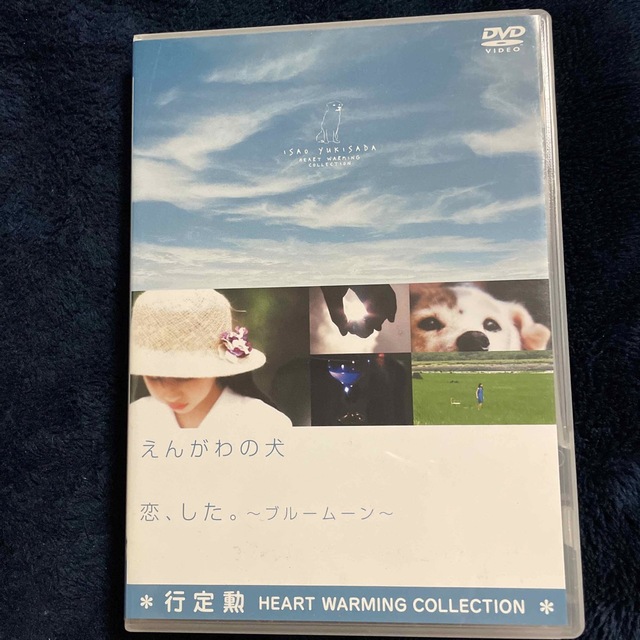 DVD
VIDEO
ISAO YUKISADA
HEART WARMING
COLLECTION
えんがわの犬
恋、した。～ブルームーン～
＊ 行定勲 HEART WARMING COLLECTION ＊